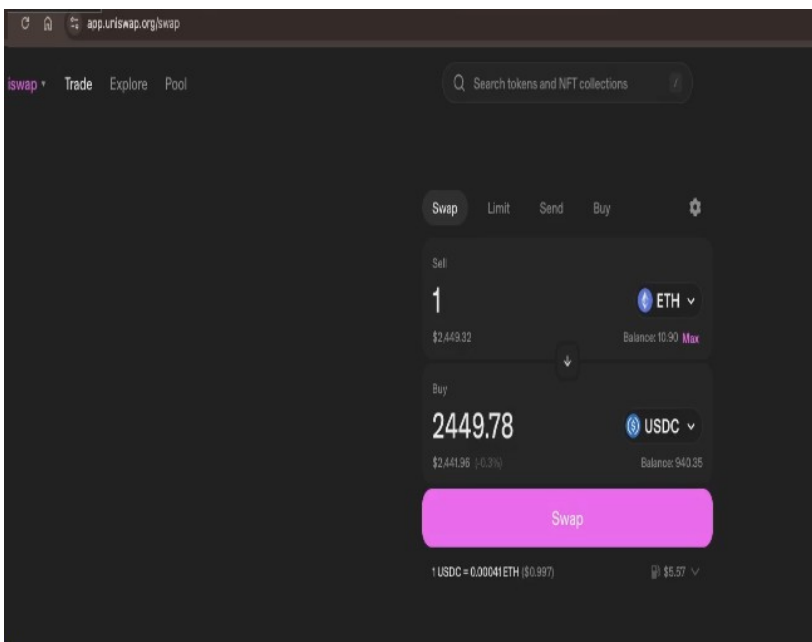 app.uniswap.org/swap
iswap Trade Explore Pool
Search tokens and NFT collections /
Swap Limit Send Buy
Sell
1 ETH
$2,449.32 Balance: 10.90 Max
Buy
2449.78 USDC
$2,441.96 (-0.3%) Balance: 940.35
Swap
1 USDC = 0.00041 ETH ($0.997) $5.57